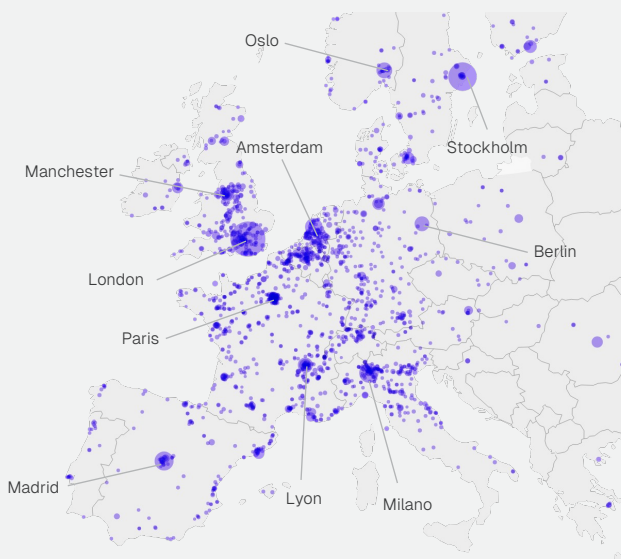 Oslo
Amsterdam
Stockholm
Manchester
Berlin
London
Paris
Madrid
Lyon
Milano